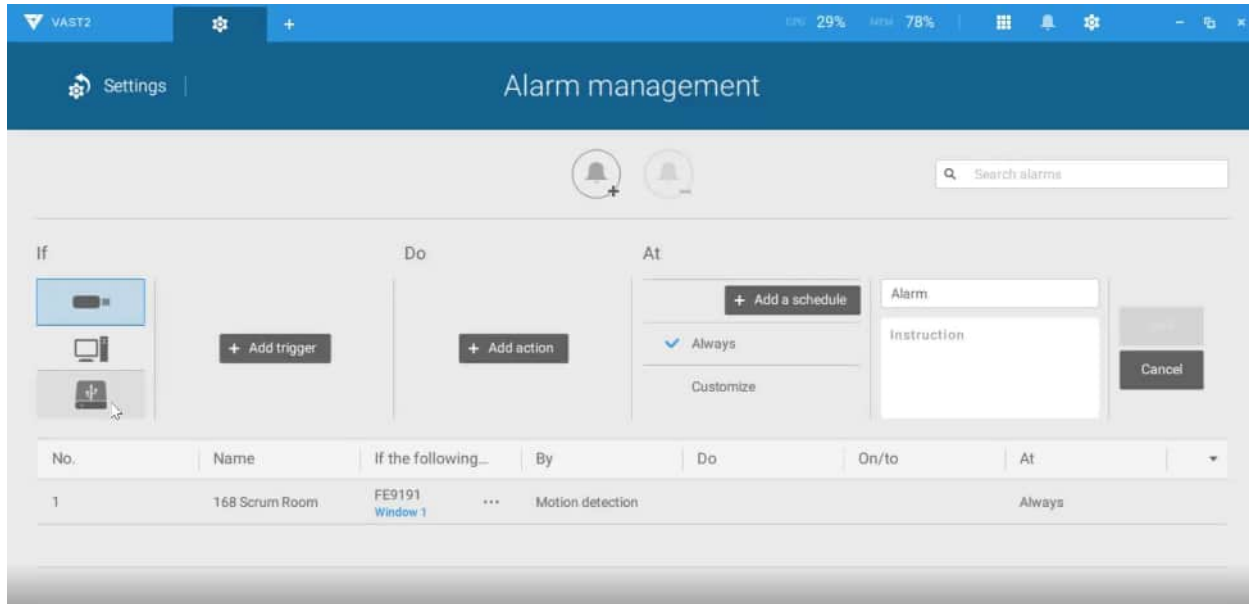 VAST2
+
CPU 29% MEM 78%
Settings
Alarm management
Search alarms
If
Do
At
+ Add trigger
+ Add action
+ Add a schedule
Always
Customize
Alarm
Instruction
Cancel
No. Name If the following... By Do On/to At
1 168 Scrum Room FE9191 ... Motion detection Always
Window 1